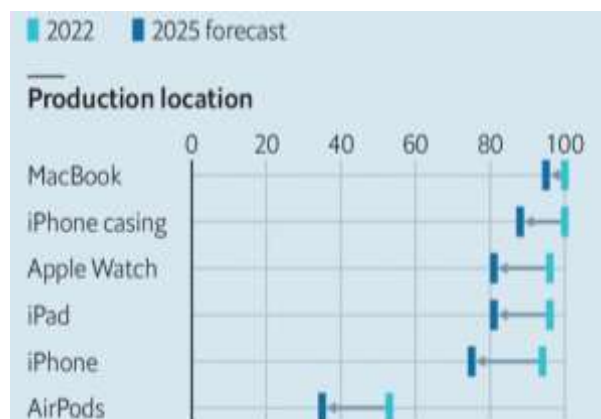 2022 2025 forecast
Production location
0 20 40 60 80 100
MacBook
iPhone casing
Apple Watch
iPad
iPhone
AirPods